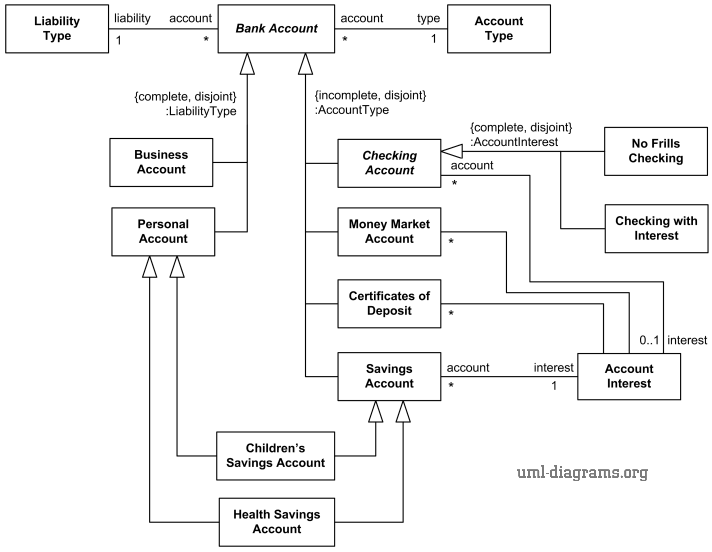 Liability
Type
liability
account
1
*
Bank Account
account
type
*
1
Account
Type
{complete, disjoint}
:LiabilityType
{incomplete, disjoint}
:AccountType
{complete, disjoint}
:AccountInterest
Business
Account
Checking
Account
account
*
No Frills
Checking
Personal
Account
Money Market
Account
*
Checking with
Interest
Certificates of
Deposit
*
0..1 interest
Savings
Account
account
interest
*
1
Account
Interest
Children's
Savings Account
uml-diagrams.org
Health Savings
Account